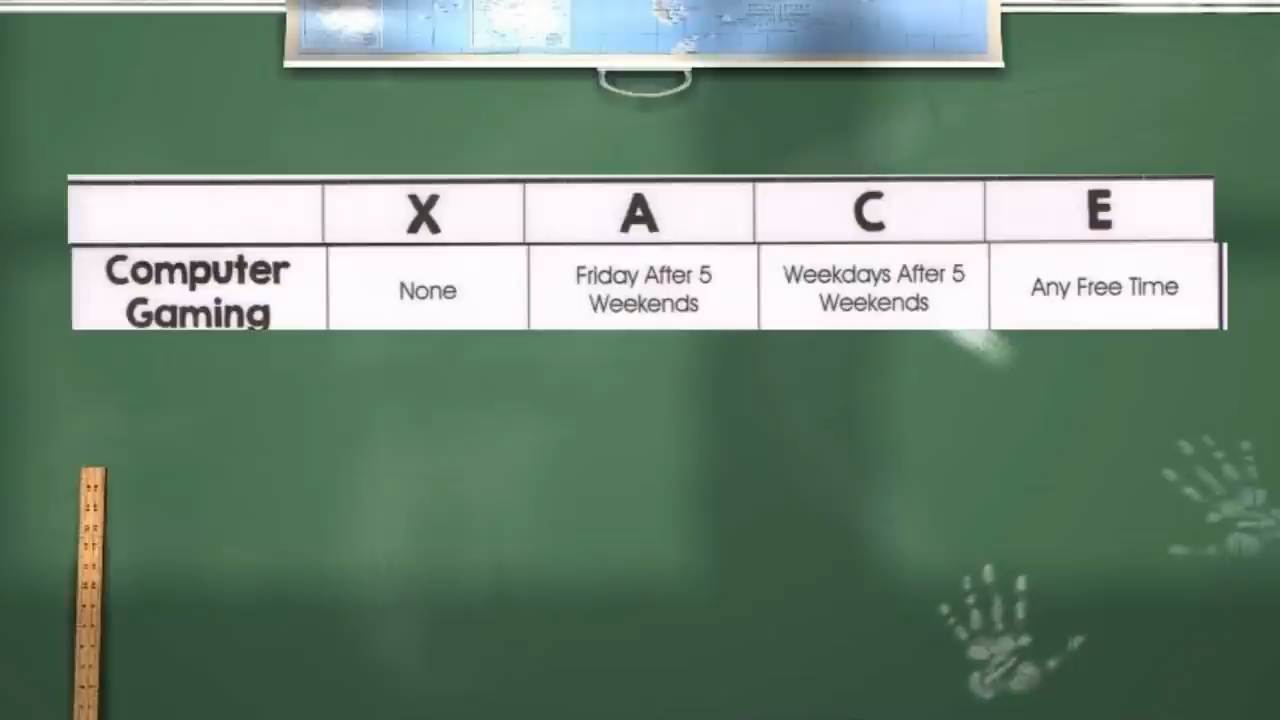 X A C E
Computer
Gaming
None
Friday After 5
Weekends
Weekdays After 5
Weekends
Any Free Time